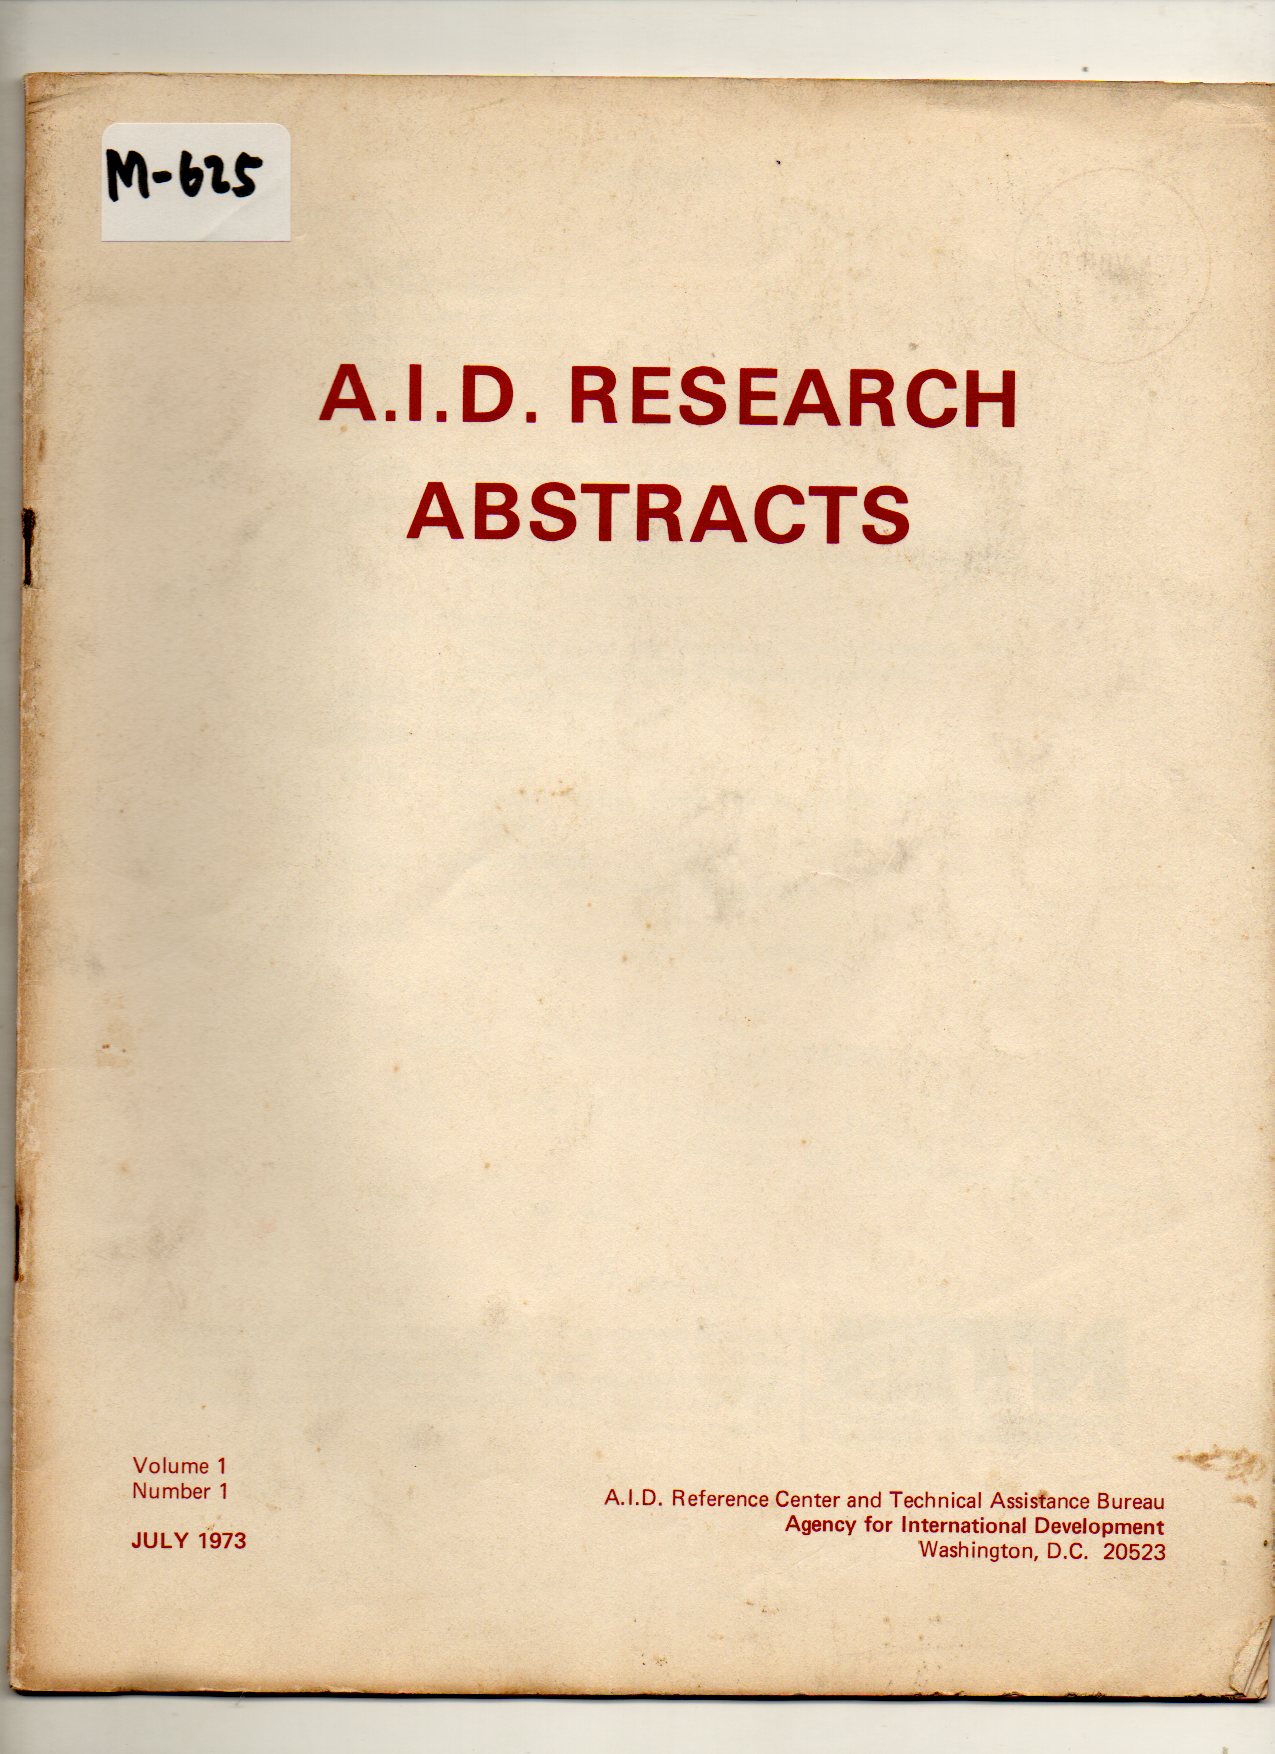 M-625
A.I.D. RESEARCH
ABSTRACTS
Volume 1
Number 1
JULY 1973
A.I.D. Reference Center and Technical Assistance Bureau
Agency for International Development
Washington, D.C. 20523